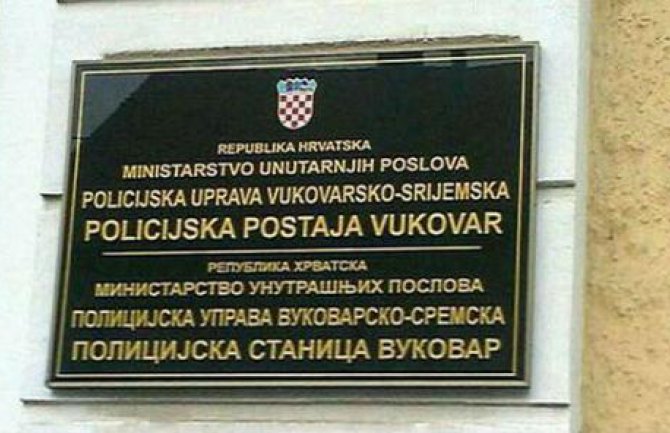 REPUBLIKA HRVATSKA
MINISTARSTVO UNUTARNJIH POSLOVA
POLICIJSKA UPRAVA VUKOVARSKO-SRIJEMSKA
POLICIJSKA POSTAJA VUKOVAR
РЕПУБЛИКА ХРВАТСКА
МИНИСТАРСТВО УНУТРАШЊИХ ПОСЛОВА
ПОЛИЦИЈСКА УПРАВА ВУКОВАРСКО-СРЕМСКА
ПОЛИЦИЈСКА СТАНИЦА ВУКОВАР